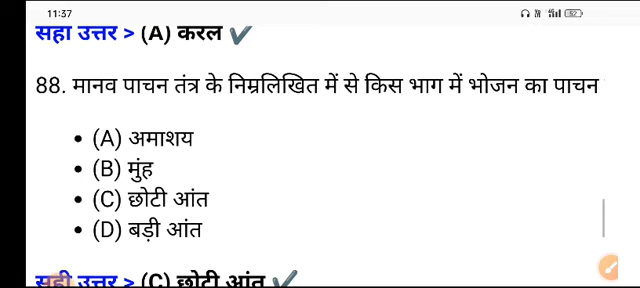 11:37
सही उत्तर > (A) करल
88. मानव पाचन तंत्र के निम्नलिखित में से किस भाग में भोजन का पाचन
• (A) अमाशय
• (B) मुंह
• (C) छोटी आंत
• (D) बड़ी आंत
सही उत्तर > (C) छोटी आंत